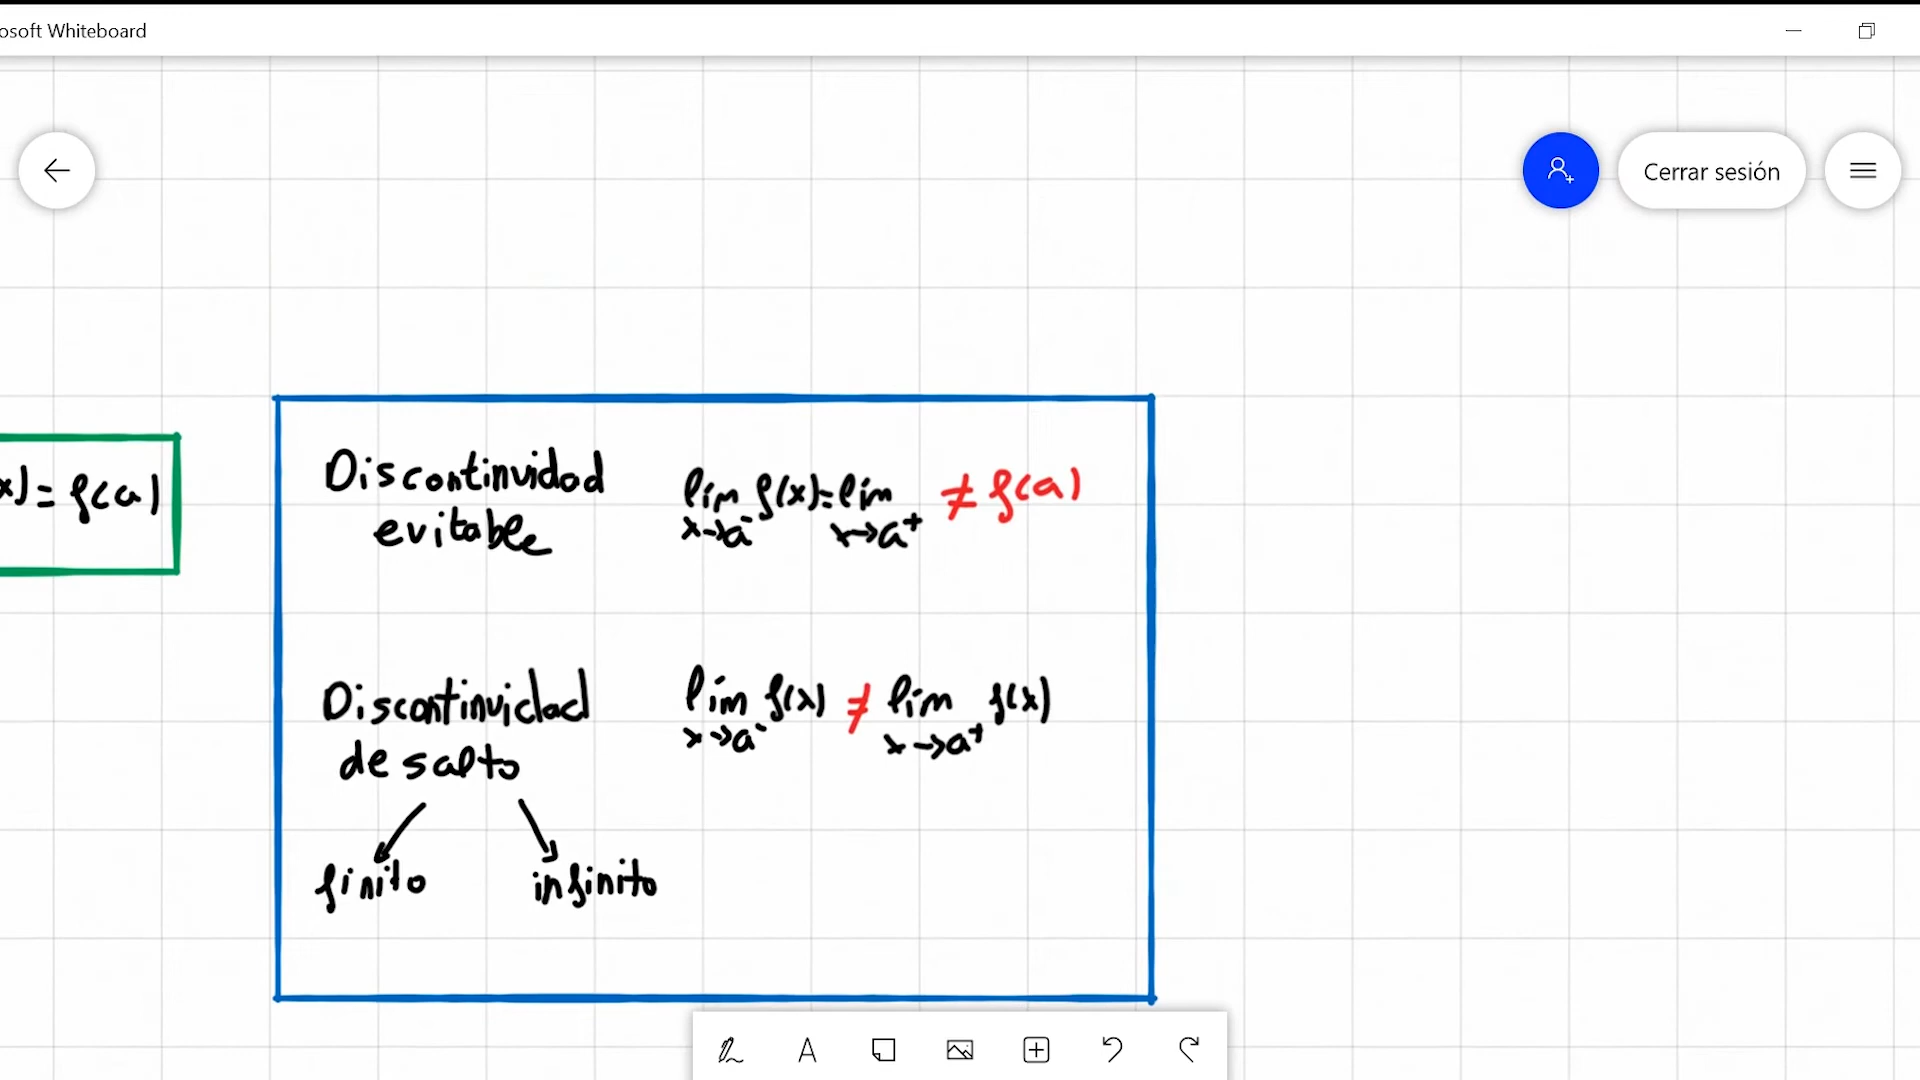 osoft Whiteboard
Cerrar sesión
x) = f(a)
Discontinuidad
evitable
lim f(x) = lim ≠ f(a)
x→a⁻ x→a⁺
Discontinuidad
de salto
lim f(x) ≠ lim f(x)
x→a⁻ x→a⁺
finito infinito
A